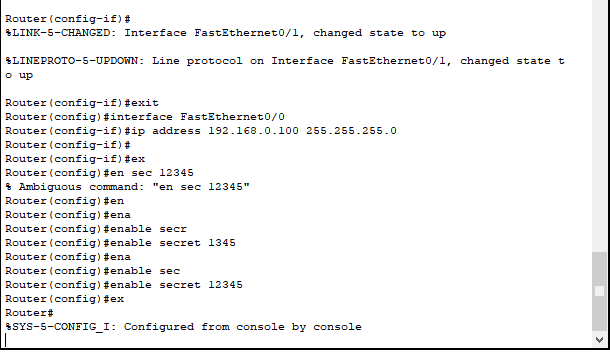 Router(config-if)#
%LINK-5-CHANGED: Interface FastEthernet0/1, changed state to up
%LINEPROTO-5-UPDOWN: Line protocol on Interface FastEthernet0/1, changed state t
o up
Router(config-if)#exit
Router(config)#interface FastEthernet0/0
Router(config-if)#ip address 192.168.0.100 255.255.255.0
Router(config-if)#
Router(config-if)#ex
Router(config)#en sec 12345
% Ambiguous command: "en sec 12345"
Router(config)#en
Router(config)#ena
Router(config)#enable secr
Router(config)#enable secret 1345
Router(config)#ena
Router(config)#enable sec
Router(config)#enable secret 12345
Router(config)#ex
Router#
%SYS-5-CONFIG_I: Configured from console by console